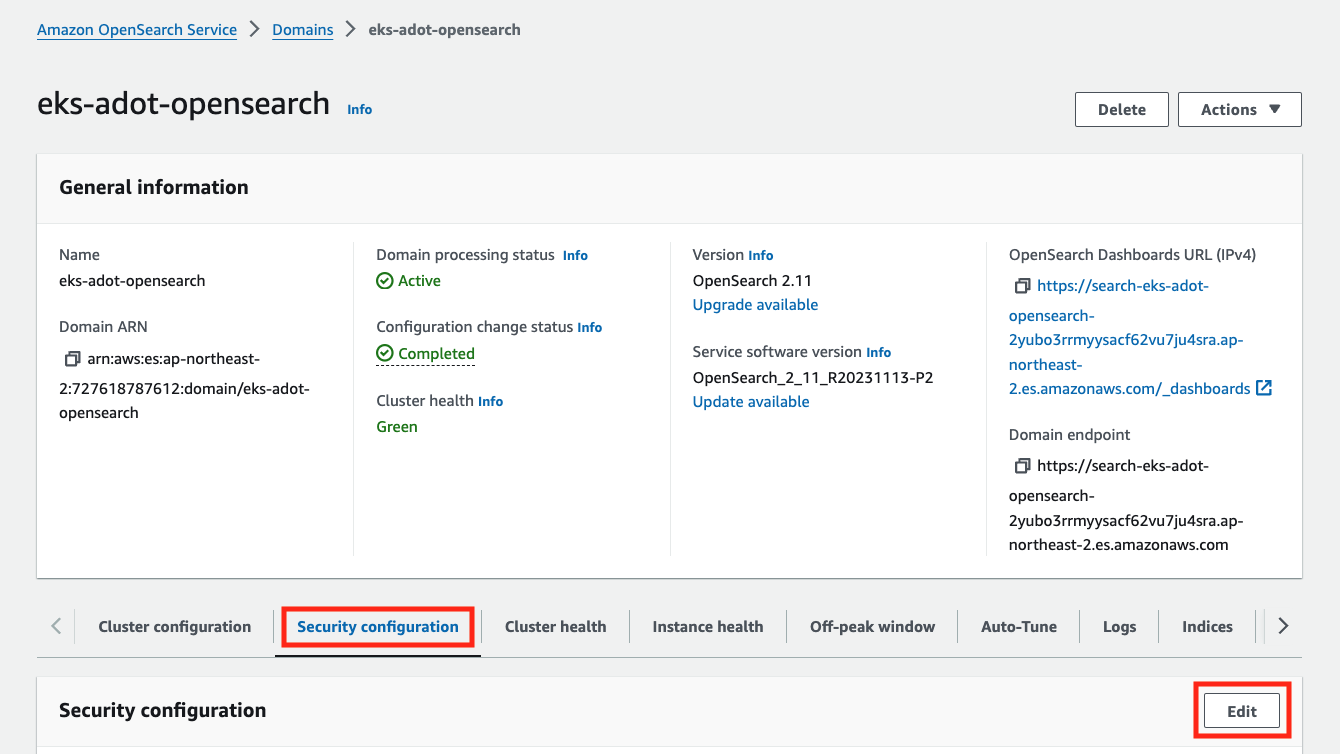 Amazon OpenSearch Service > Domains > eks-adot-opensearch
eks-adot-opensearch Info
Delete
Actions ▼
General information
Name
eks-adot-opensearch
Domain ARN
arn:aws:es:ap-northeast-
2:727618787612:domain/eks-adot-
opensearch
Domain processing status Info
Active
Configuration change status Info
Completed
Cluster health Info
Green
Version Info
OpenSearch 2.11
Upgrade available
Service software version Info
OpenSearch_2_11_R20231113-P2
Update available
OpenSearch Dashboards URL (IPv4)
https://search-eks-adot-
opensearch-
2yubo3rrmyysacf62vu7ju4sra.ap-
northeast-
2.es.amazonaws.com/_dashboards
Domain endpoint
https://search-eks-adot-
opensearch-
2yubo3rrmyysacf62vu7ju4sra.ap-
northeast-2.es.amazonaws.com
Cluster configuration
Security configuration
Cluster health
Instance health
Off-peak window
Auto-Tune
Logs
Indices
Security configuration
Edit